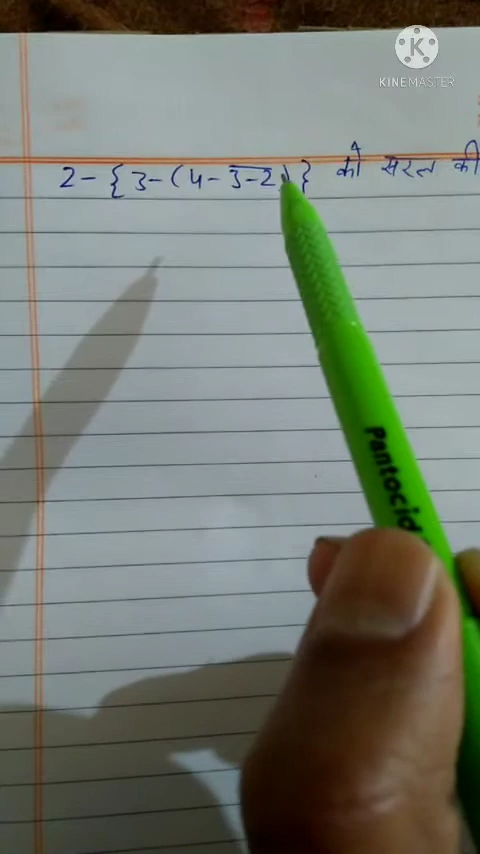 KINEMASTER
2 - { 3 - ( 4 - 3̅ ̅-̅ ̅2̅ ) } को सरल की
Pantocid